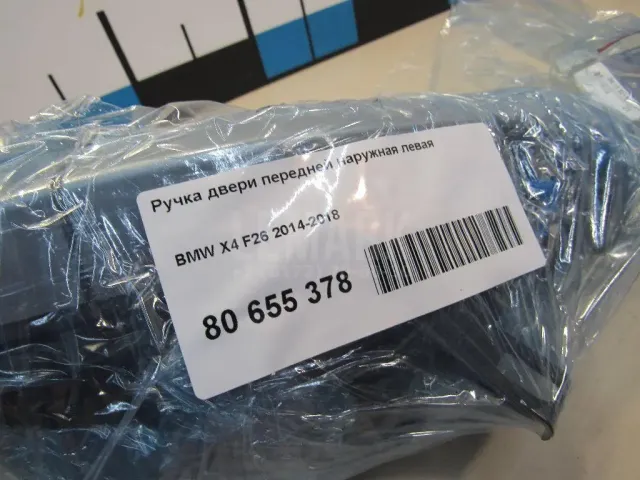 Ручка двери передней наружная левая
BMW X4 F26 2014-2018
80 655 378